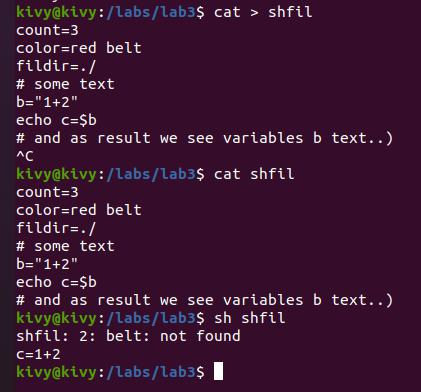 kivy@kivy:/labs/lab3$ cat > shfil
count=3
color=red belt
fildir=./
# some text
b="1+2"
echo c=$b
# and as result we see variables b text..)
^C
kivy@kivy:/labs/lab3$ cat shfil
count=3
color=red belt
fildir=./
# some text
b="1+2"
echo c=$b
# and as result we see variables b text..)
kivy@kivy:/labs/lab3$ sh shfil
shfil: 2: belt: not found
c=1+2
kivy@kivy:/labs/lab3$